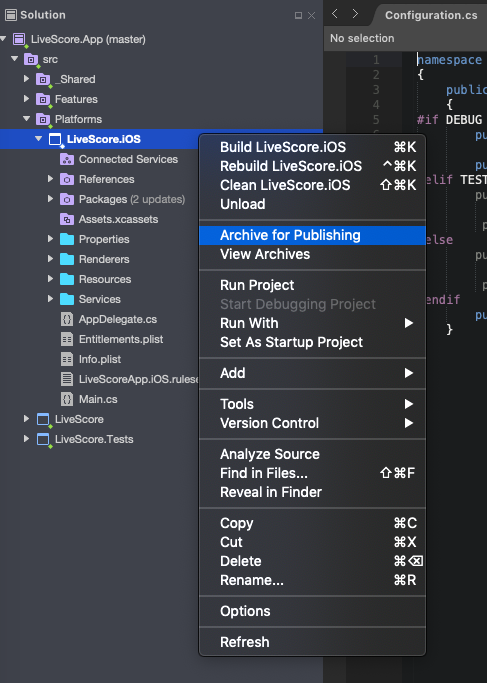 Solution
LiveScore.App (master)
src
_Shared
Features
Platforms
LiveScore.iOS
Connected Services
References
Packages (2 updates)
Assets.xcassets
Properties
Renderers
Resources
Services
AppDelegate.cs
Entitlements.plist
Info.plist
LiveScoreApp.iOS.rulese
Main.cs
LiveScore
LiveScore.Tests
Build LiveScore.iOS ⌘K
Rebuild LiveScore.iOS ^⌘K
Clean LiveScore.iOS ⇧⌘K
Unload
Archive for Publishing
View Archives
Run Project
Start Debugging Project
Run With
Set As Startup Project
Add
Tools
Version Control
Analyze Source
Find in Files... ⇧⌘F
Reveal in Finder
Copy ⌘C
Cut ⌘X
Delete ⌘⌫
Rename... ⌘R
Options
Refresh
Configuration.cs
No selection
1 namespace
2 {
3 public
4 {
5 #if DEBUG
6 pu
elif TEST
pu
p
else
pu
p
endif
pu
}